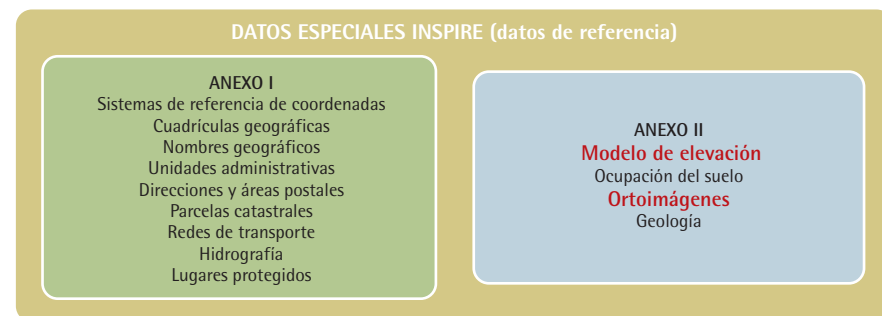 DATOS ESPECIALES INSPIRE (datos de referencia)
ANEXO I
Sistemas de referencia de coordenadas
Cuadrículas geográficas
Nombres geográficos
Unidades administrativas
Direcciones y áreas postales
Parcelas catastrales
Redes de transporte
Hidrografía
Lugares protegidos
ANEXO II
Modelo de elevación
Ocupación del suelo
Ortoimágenes
Geología